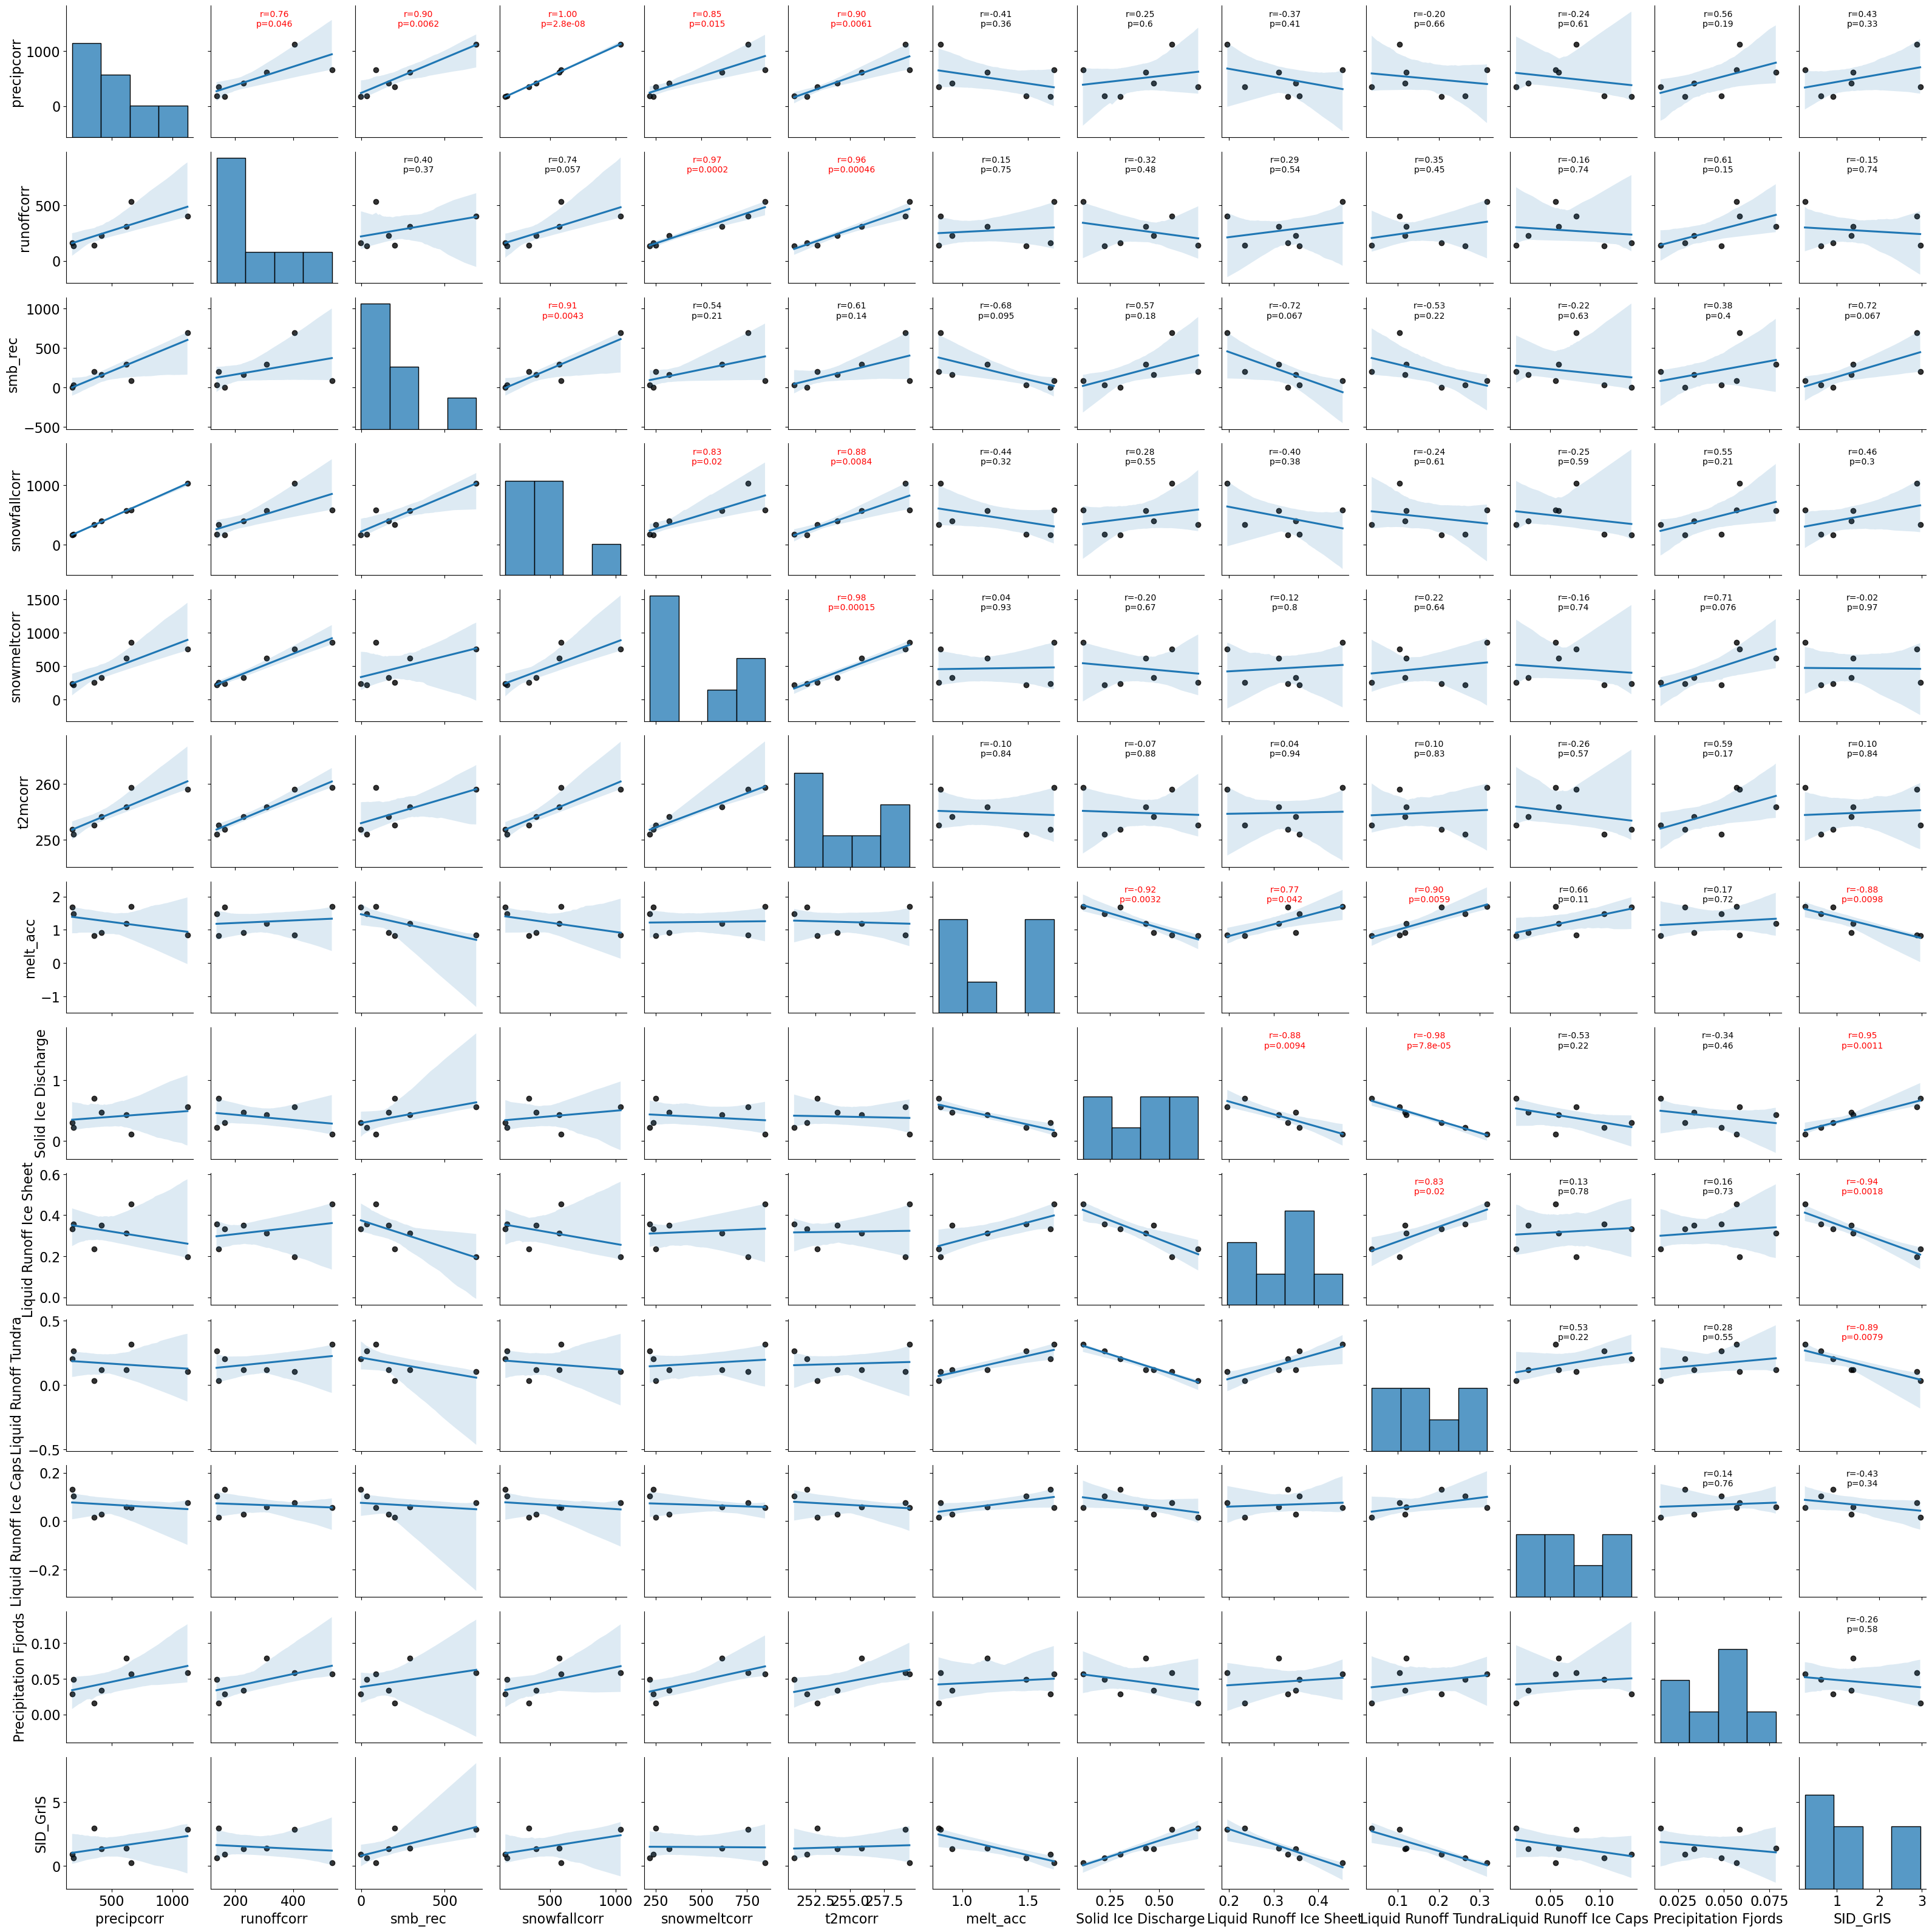 r=0.76 r=0.90 r=1.00 r=0.85 r=0.90 r=-0.41 r=0.25 r=-0.37 r=-0.20 r=-0.24 r=0.56 r=0.43
p=0.046 p=0.0062 p=2.8e-08 p=0.015 p=0.0061 p=0.36 p=0.6 p=0.41 p=0.66 p=0.61 p=0.19 p=0.33
precipcorr
1000
0
r=0.40 r=0.74 r=0.97 r=0.96 r=0.15 r=-0.32 r=0.29 r=0.35 r=-0.16 r=0.61 r=-0.15
p=0.37 p=0.057 p=0.0002 p=0.00046 p=0.75 p=0.48 p=0.54 p=0.45 p=0.74 p=0.15 p=0.74
runoffcorr
500
0
r=0.91 r=0.54 r=0.61 r=-0.68 r=0.57 r=-0.72 r=-0.53 r=-0.22 r=0.38 r=0.72
p=0.0043 p=0.21 p=0.14 p=0.095 p=0.18 p=0.067 p=0.22 p=0.63 p=0.4 p=0.067
smb_rec
1000
500
0
−500
r=0.83 r=0.88 r=-0.44 r=0.28 r=-0.40 r=-0.24 r=-0.25 r=0.55 r=0.46
p=0.02 p=0.0084 p=0.32 p=0.55 p=0.38 p=0.61 p=0.59 p=0.21 p=0.3
snowfallcorr
1000
0
r=0.98 r=0.04 r=-0.20 r=0.12 r=0.22 r=-0.16 r=0.71 r=-0.02
p=0.00015 p=0.93 p=0.67 p=0.8 p=0.64 p=0.74 p=0.076 p=0.97
snowmeltcorr
1500
1000
500
0
r=-0.10 r=-0.07 r=0.04 r=0.10 r=-0.26 r=0.59 r=0.10
p=0.84 p=0.88 p=0.94 p=0.83 p=0.57 p=0.17 p=0.84
t2mcorr
260
250
r=-0.92 r=0.77 r=0.90 r=0.66 r=0.17 r=-0.88
p=0.0032 p=0.042 p=0.0059 p=0.11 p=0.72 p=0.0098
melt_acc
2
1
0
−1
r=-0.88 r=-0.98 r=-0.53 r=-0.34 r=0.95
p=0.0094 p=7.8e-05 p=0.22 p=0.46 p=0.0011
Solid Ice Discharge
1
0
r=0.83 r=0.13 r=0.16 r=-0.94
p=0.02 p=0.78 p=0.73 p=0.0018
Liquid Runoff Ice Sheet
0.6
0.4
0.2
0.0
r=0.53 r=0.28 r=-0.89
p=0.22 p=0.55 p=0.0079
Liquid Runoff Tundra
0.5
0.0
−0.5
r=0.14 r=-0.43
p=0.76 p=0.34
Liquid Runoff Ice Caps
0.2
0.0
−0.2
r=-0.26
p=0.58
Precipitation Fjords
0.10
0.05
0.00
SID_GrIS
5
0
500 1000 200 400 0 500 0 500 1000 250 500 750 252.5 255.0 257.5 1.0 1.5 0.25 0.50 0.2 0.3 0.4 0.1 0.2 0.3 0.05 0.10 0.025 0.050 0.075 1 2 3
precipcorr runoffcorr smb_rec snowfallcorr snowmeltcorr t2mcorr melt_acc Solid Ice Discharge Liquid Runoff Ice Sheet Liquid Runoff Tundra Liquid Runoff Ice Caps Precipitation Fjords SID_GrIS